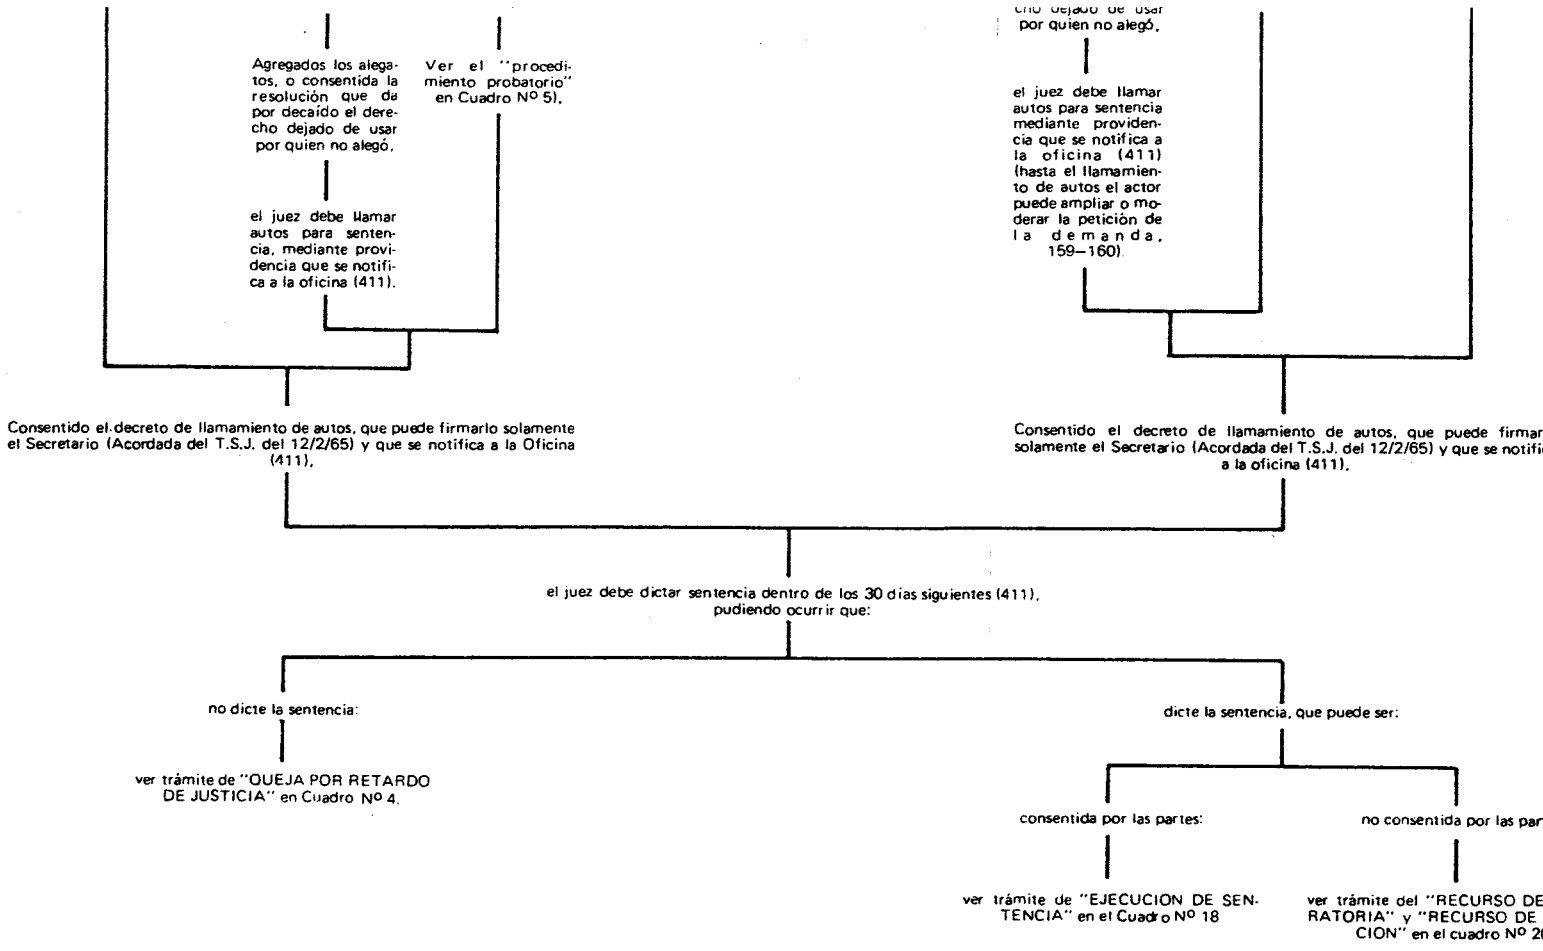 Agregados los alega-
tos, o consentida la
resolución que da
por decaído el dere-
cho dejado de usar
por quien no alegó,
Ver el "procedi-
miento probatorio"
en Cuadro Nº 5).
el juez debe llamar
autos para senten-
cia, mediante provi-
dencia que se notifi-
ca a la oficina (411).
cho dejado de usar
por quien no alegó,
el juez debe llamar
autos para sentencia
mediante providen-
cia que se notifica a
la oficina (411)
(hasta el llamamien-
to de autos el actor
puede ampliar o mo-
derar la petición de
la demanda,
159–160).
Consentido el decreto de llamamiento de autos, que puede firmarlo solamente
el Secretario (Acordada del T.S.J. del 12/2/65) y que se notifica a la Oficina
(411),
Consentido el decreto de llamamiento de autos, que puede firmar
solamente el Secretario (Acordada del T.S.J. del 12/2/65) y que se notific
a la oficina (411),
el juez debe dictar sentencia dentro de los 30 días siguientes (411),
pudiendo ocurrir que:
no dicte la sentencia:
dicte la sentencia, que puede ser:
ver trámite de "QUEJA POR RETARDO
DE JUSTICIA" en Cuadro Nº 4.
consentida por las partes:
no consentida por las par
ver trámite de "EJECUCION DE SEN-
TENCIA" en el Cuadro Nº 18
ver trámite del "RECURSO DE
RATORIA" y "RECURSO DE
CION" en el cuadro Nº 20